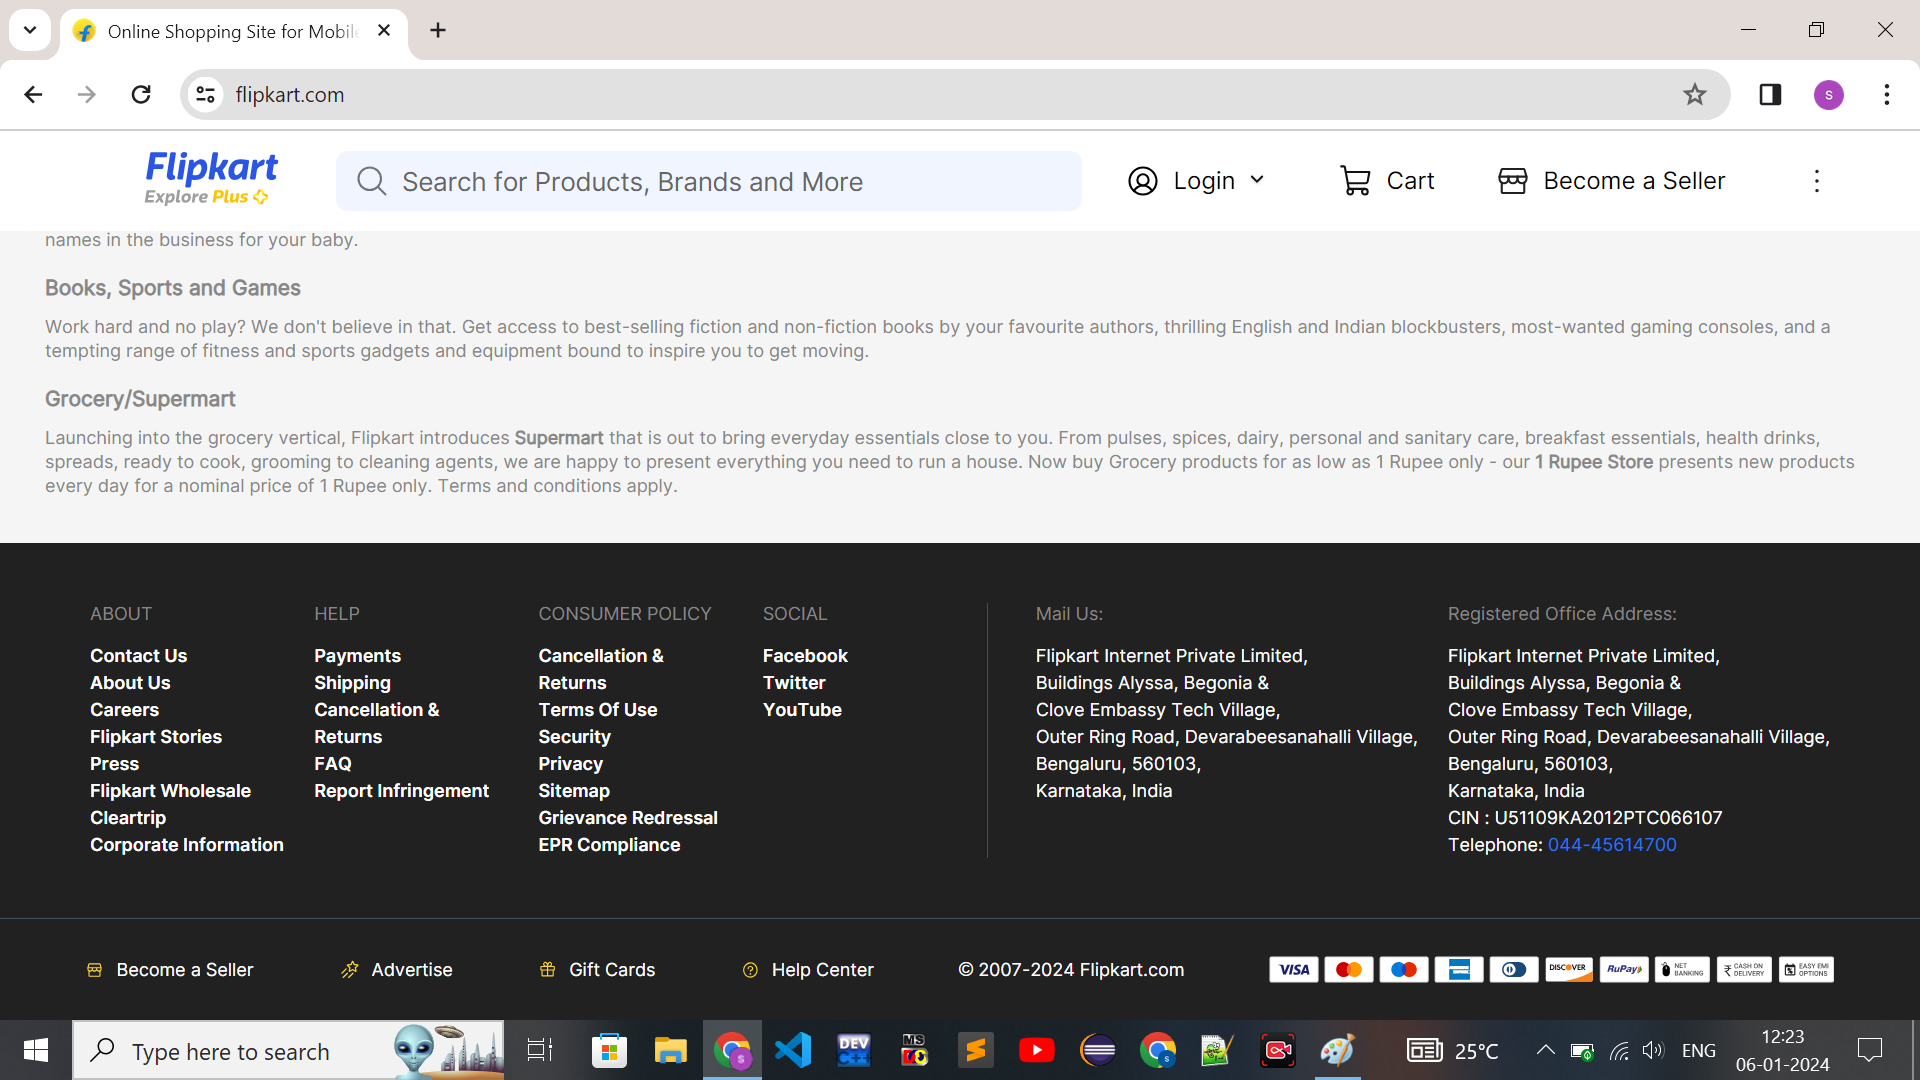 Online Shopping Site for Mobile
flipkart.com
S
Flipkart
Explore Plus
Search for Products, Brands and More
Login
Cart
Become a Seller
names in the business for your baby.
Books, Sports and Games
Work hard and no play? We don't believe in that. Get access to best-selling fiction and non-fiction books by your favourite authors, thrilling English and Indian blockbusters, most-wanted gaming consoles, and a
tempting range of fitness and sports gadgets and equipment bound to inspire you to get moving.
Grocery/Supermart
Launching into the grocery vertical, Flipkart introduces Supermart that is out to bring everyday essentials close to you. From pulses, spices, dairy, personal and sanitary care, breakfast essentials, health drinks,
spreads, ready to cook, grooming to cleaning agents, we are happy to present everything you need to run a house. Now buy Grocery products for as low as 1 Rupee only - our 1 Rupee Store presents new products
every day for a nominal price of 1 Rupee only. Terms and conditions apply.
ABOUT
Contact Us
About Us
Careers
Flipkart Stories
Press
Flipkart Wholesale
Cleartrip
Corporate Information
HELP
Payments
Shipping
Cancellation &
Returns
FAQ
Report Infringement
CONSUMER POLICY
Cancellation &
Returns
Terms Of Use
Security
Privacy
Sitemap
Grievance Redressal
EPR Compliance
SOCIAL
Facebook
Twitter
YouTube
Mail Us:
Flipkart Internet Private Limited,
Buildings Alyssa, Begonia &
Clove Embassy Tech Village,
Outer Ring Road, Devarabeesanahalli Village,
Bengaluru, 560103,
Karnataka, India
Registered Office Address:
Flipkart Internet Private Limited,
Buildings Alyssa, Begonia &
Clove Embassy Tech Village,
Outer Ring Road, Devarabeesanahalli Village,
Bengaluru, 560103,
Karnataka, India
CIN : U51109KA2012PTC066107
Telephone: 044-45614700
Become a Seller
Advertise
Gift Cards
Help Center
© 2007-2024 Flipkart.com
VISA
DISCOVER
RuPay
NET
BANKING
₹ CASH ON
DELIVERY
EASY EMI
OPTIONS
Type here to search
S
DEV
C++
MS
S
25°C
ENG
12:23
06-01-2024